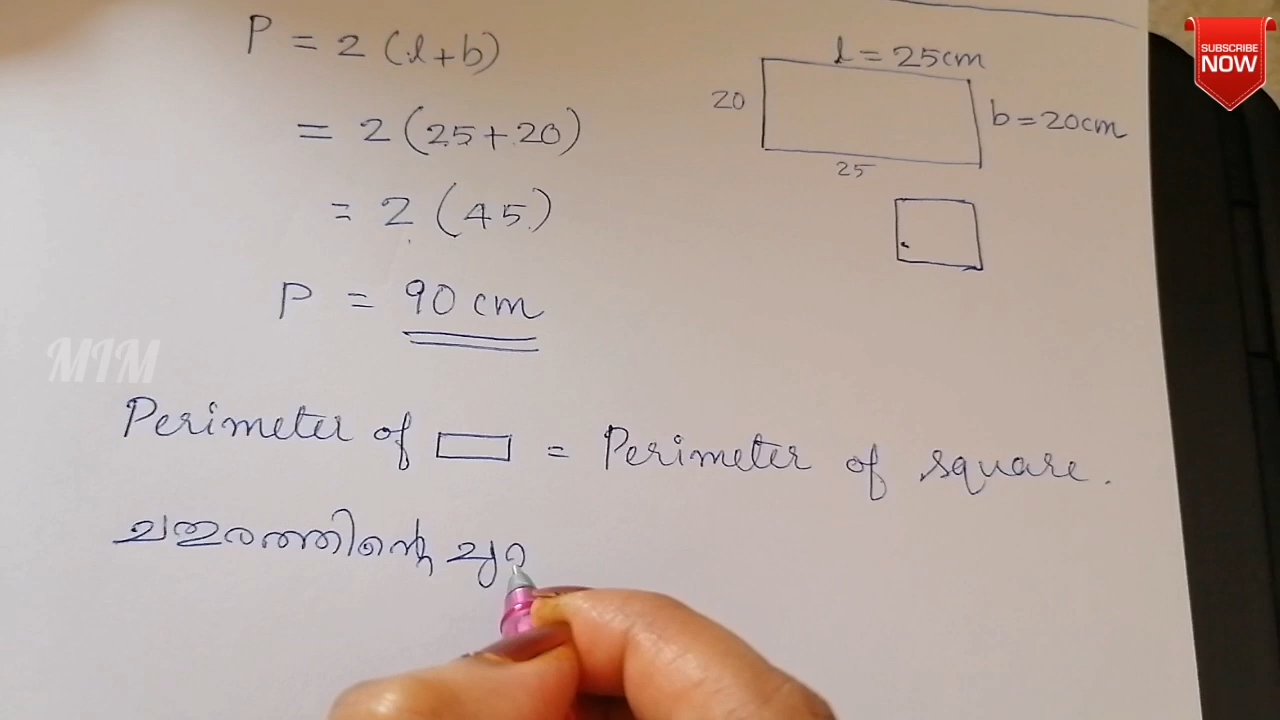 P = 2 (l+b)
= 2 (25+20)
= 2 (45)
P = 90 cm
l = 25cm
20
b = 20cm
25
SUBSCRIBE
NOW
MIM
Perimeter of ▭ = Perimeter of square.
ചതുരത്തിന്റെ ചുറ